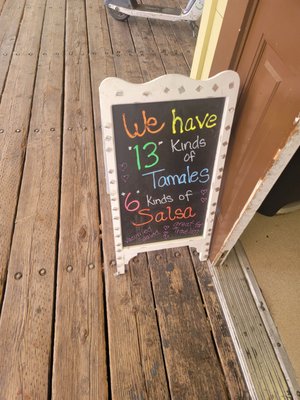 We have
"13" Kinds
of
Tamales
"6" Kinds of
Salsa